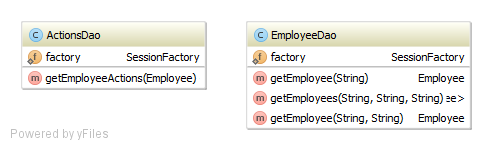 C ActionsDao
f factory SessionFactory
m getEmployeeActions(Employee)
C EmployeeDao
f factory SessionFactory
m getEmployee(String) Employee
m getEmployees(String, String, String) ee>
m getEmployee(String, String) Employee
Powered by yFiles